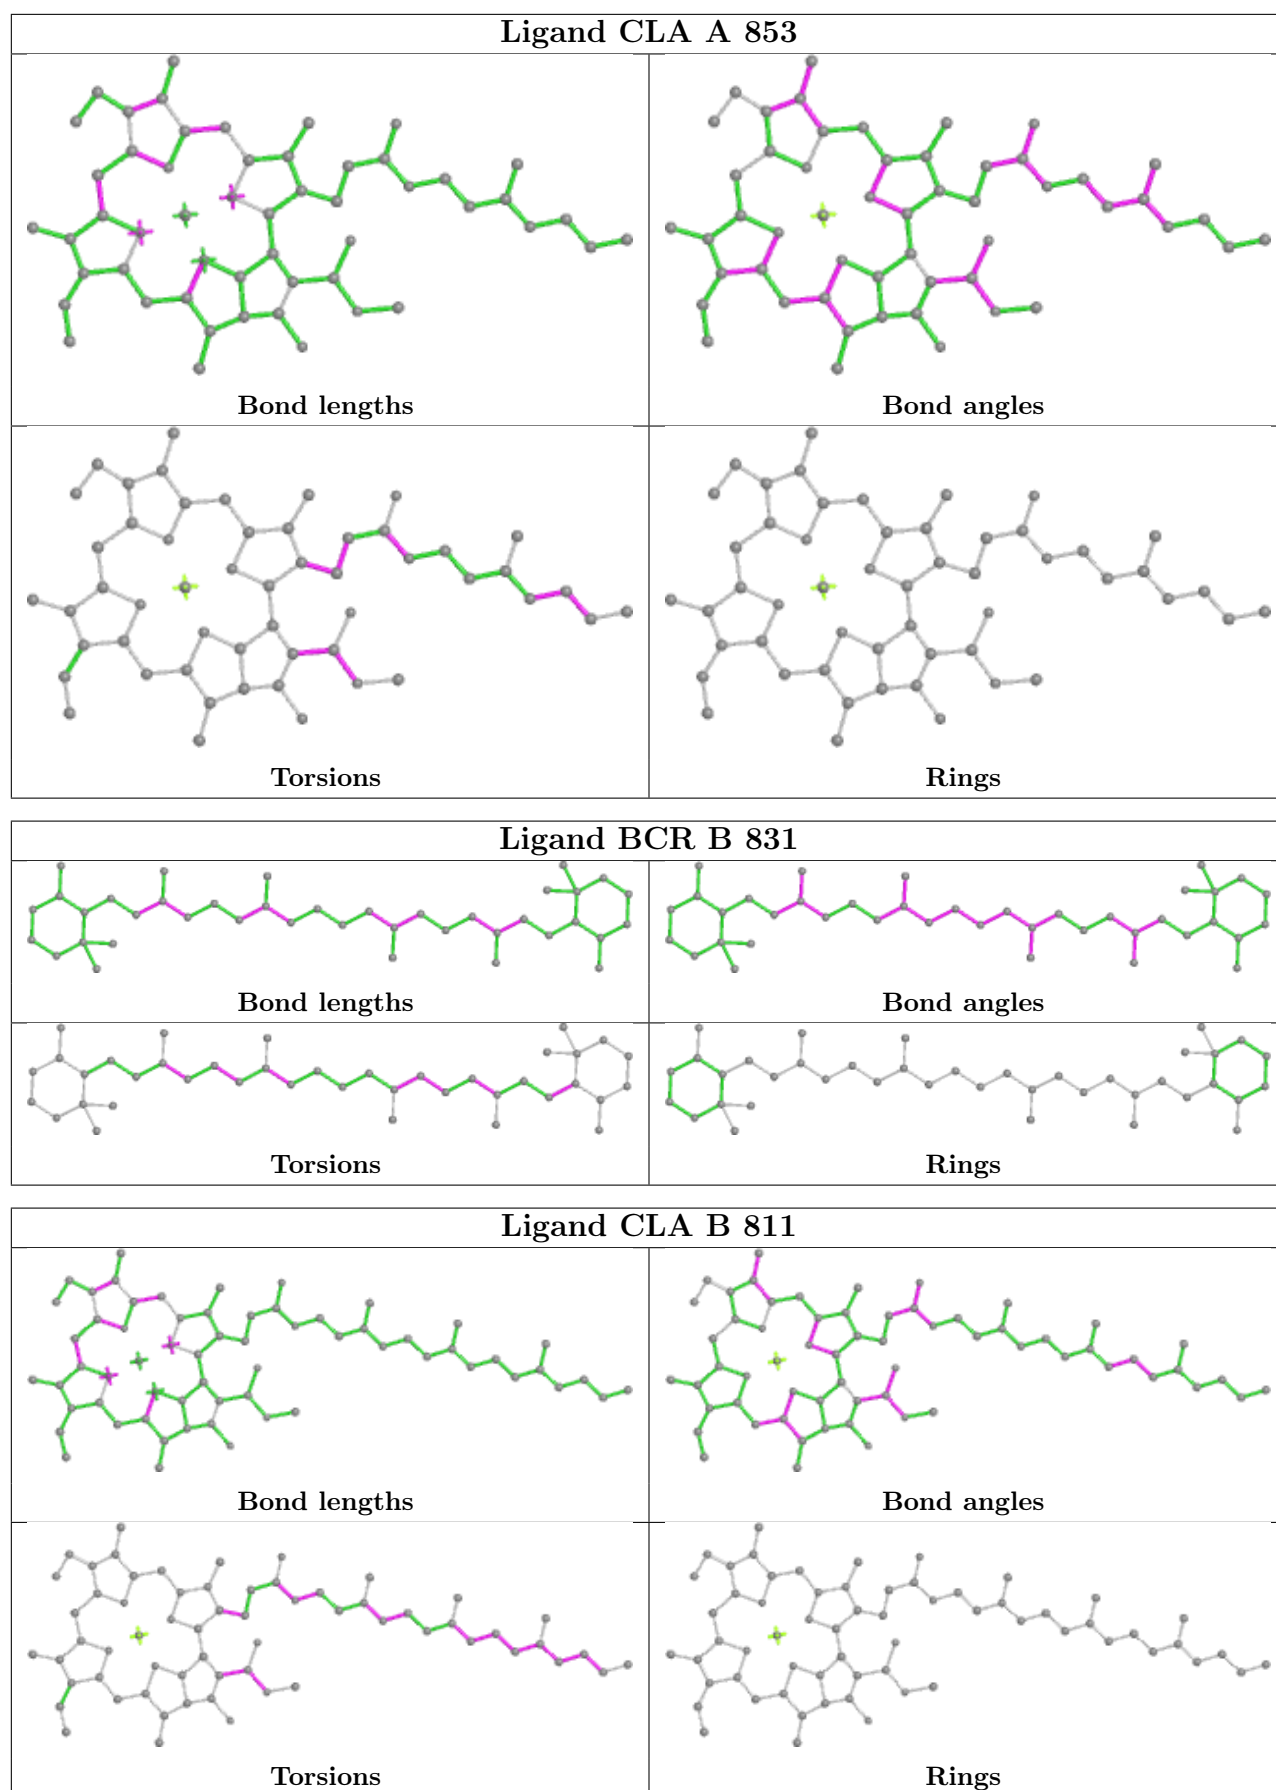 Ligand CLA A 853
Bond lengths
Bond angles
Torsions
Rings
Ligand BCR B 831
Bond lengths
Bond angles
Torsions
Rings
Ligand CLA B 811
Bond lengths
Bond angles
Torsions
Rings